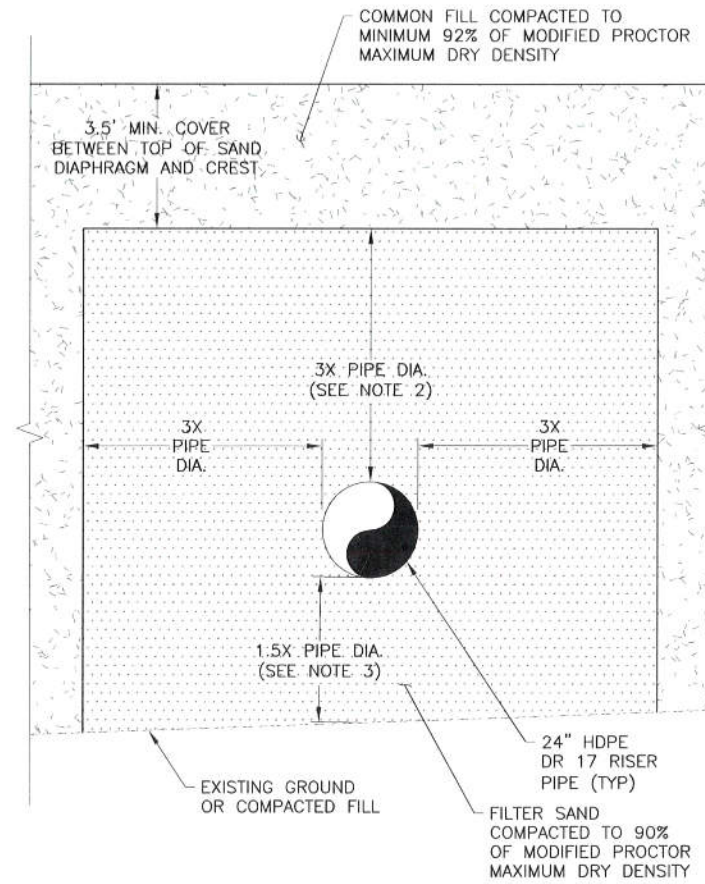 COMMON FILL COMPACTED TO
MINIMUM 92% OF MODIFIED PROCTOR
MAXIMUM DRY DENSITY
3.5' MIN. COVER
BETWEEN TOP OF SAND
DIAPHRAGM AND CREST
3X PIPE DIA.
(SEE NOTE 2)
3X
PIPE
DIA.
3X
PIPE
DIA.
1.5X PIPE DIA.
(SEE NOTE 3)
24" HDPE
DR 17 RISER
PIPE (TYP)
EXISTING GROUND
OR COMPACTED FILL
FILTER SAND
COMPACTED TO 90%
OF MODIFIED PROCTOR
MAXIMUM DRY DENSITY